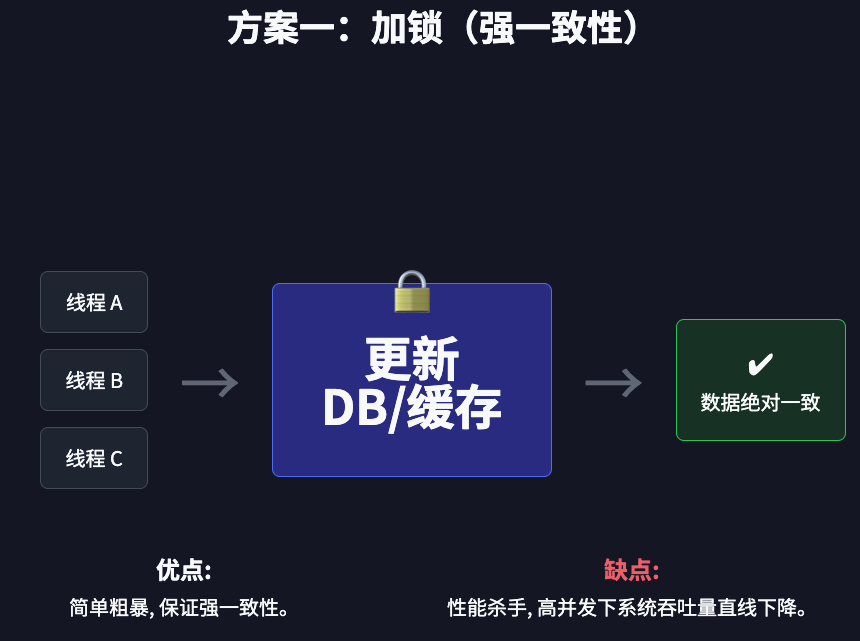 方案一：加锁（强一致性）
线程 A
线程 B
线程 C
更新
DB/缓存
✔
数据绝对一致
优点:
简单粗暴, 保证强一致性。
缺点:
性能杀手, 高并发下系统吞吐量直线下降。